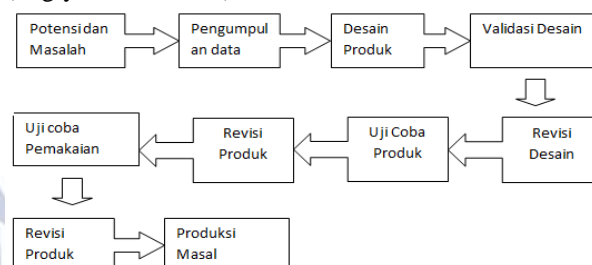 Potensi dan
Masalah
Pengumpul
an data
Desain
Produk
Validasi Desain
Revisi
Desain
Uji Coba
Produk
Revisi
Produk
Uji coba
Pemakaian
Revisi
Produk
Produksi
Masal